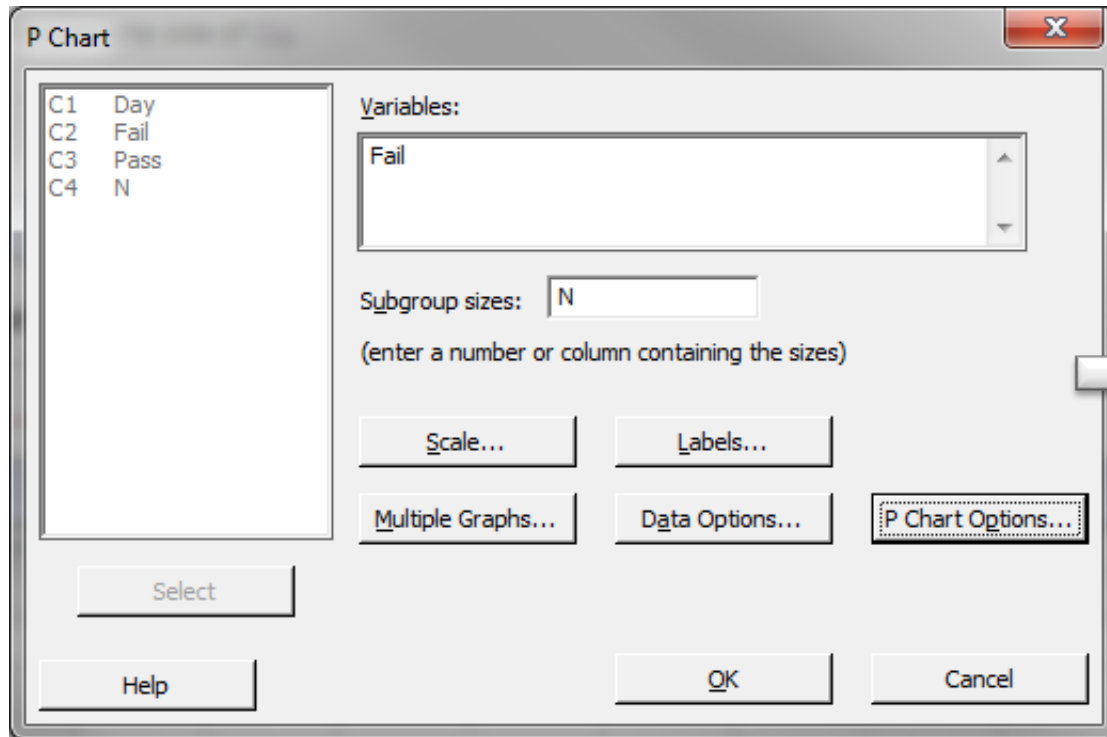 P Chart
C1 Day
C2 Fail
C3 Pass
C4 N
Variables:
Fail
Subgroup sizes: N
(enter a number or column containing the sizes)
Scale... Labels...
Multiple Graphs... Data Options... P Chart Options...
Select
Help OK Cancel